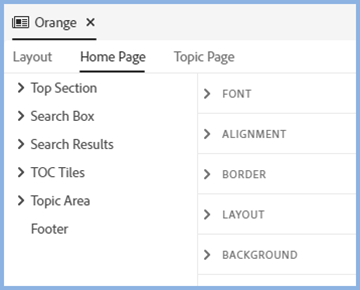 Orange
Layout Home Page Topic Page
Top Section
Search Box
Search Results
TOC Tiles
Topic Area
Footer
FONT
ALIGNMENT
BORDER
LAYOUT
BACKGROUND